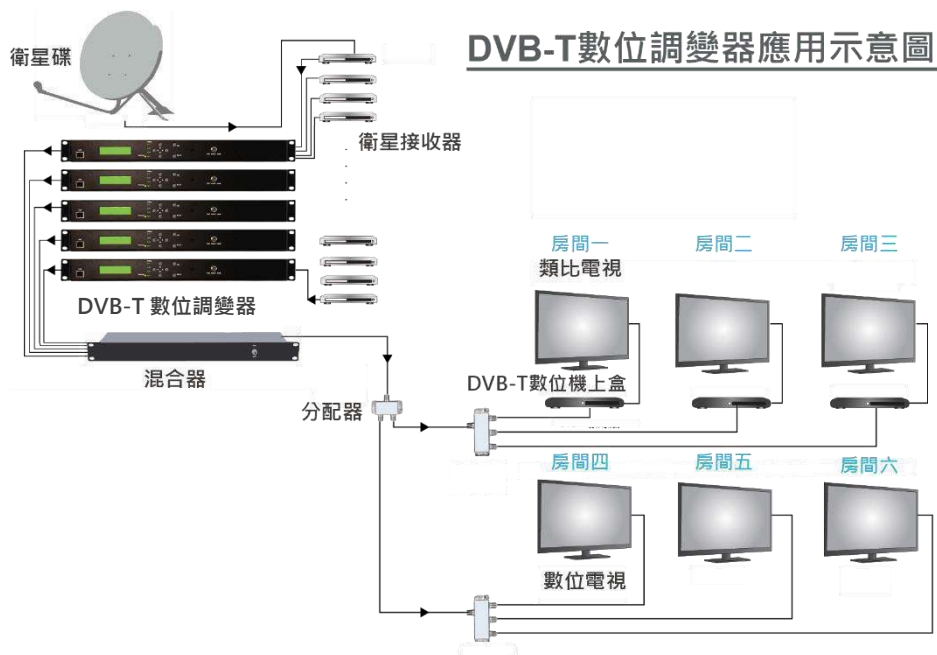 DVB-T數位調變器應用示意圖
衛星碟
衛星接收器
DVB-T 數位調變器
混合器
分配器
房間一
房間二
房間三
類比電視
DVB-T數位機上盒
房間四
房間五
房間六
數位電視